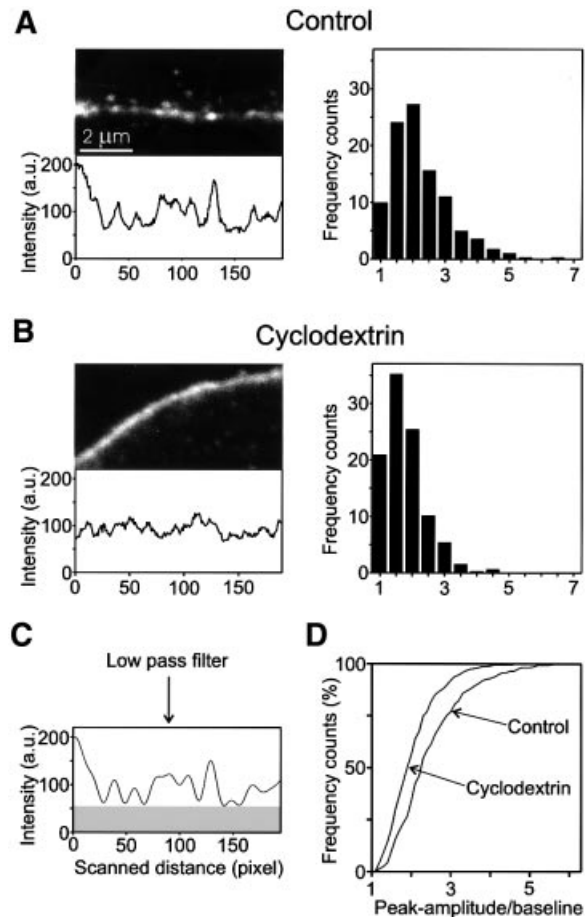 A
Control
2 μm
Intensity (a.u.)
200
100
0
0 50 100 150
Frequency counts
30
20
10
0
1 3 5 7
B
Cyclodextrin
Intensity (a.u.)
200
100
0
0 50 100 150
Frequency counts
30
20
10
0
1 3 5 7
C
Low pass filter
Intensity (a.u.)
200
100
0
0 50 100 150
Scanned distance (pixel)
D
Frequency counts (%)
100
50
0
Control
Cyclodextrin
1 3 5
Peak-amplitude/baseline